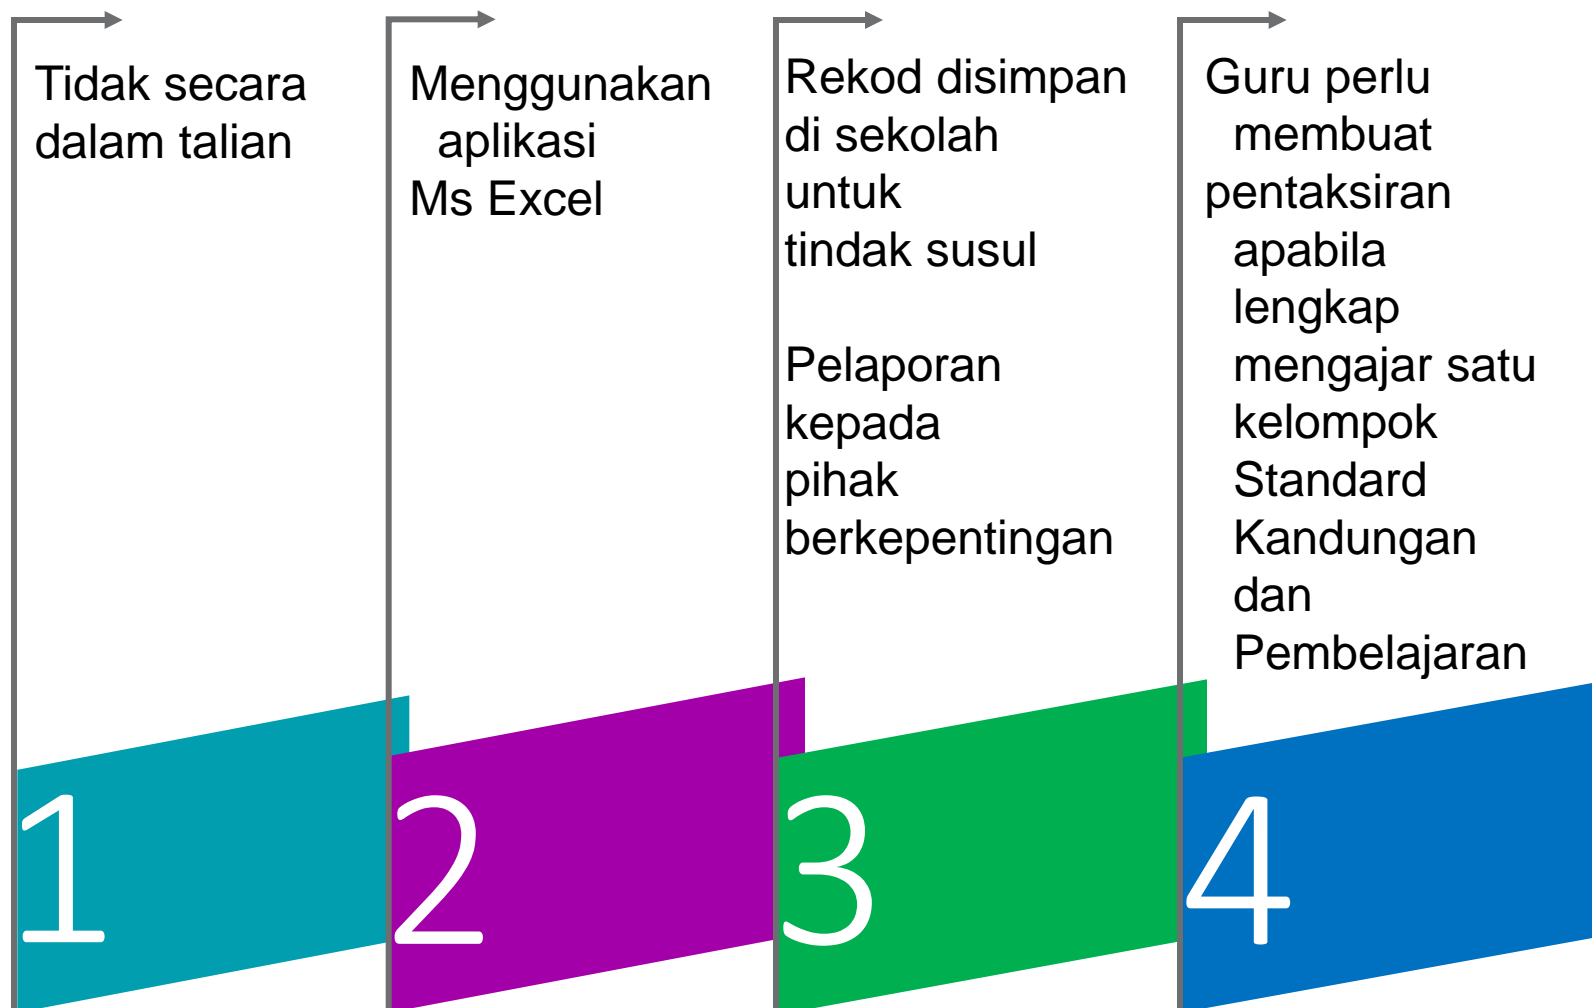 Tidak secara
dalam talian
1
Menggunakan
aplikasi
Ms Excel
2
Rekod disimpan
di sekolah
untuk
tindak susul
Pelaporan
kepada
pihak
berkepentingan
3
Guru perlu
membuat
pentaksiran
apabila
lengkap
mengajar satu
kelompok
Standard
Kandungan
dan
Pembelajaran
4